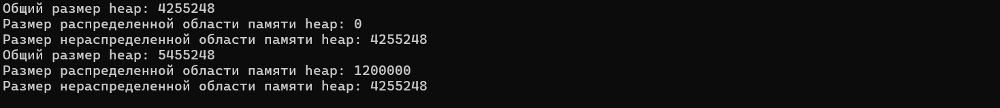 Общий размер heap: 4255248
Размер распределенной области памяти heap: 0
Размер нераспределенной области памяти heap: 4255248
Общий размер heap: 5455248
Размер распределенной области памяти heap: 1200000
Размер нераспределенной области памяти heap: 4255248